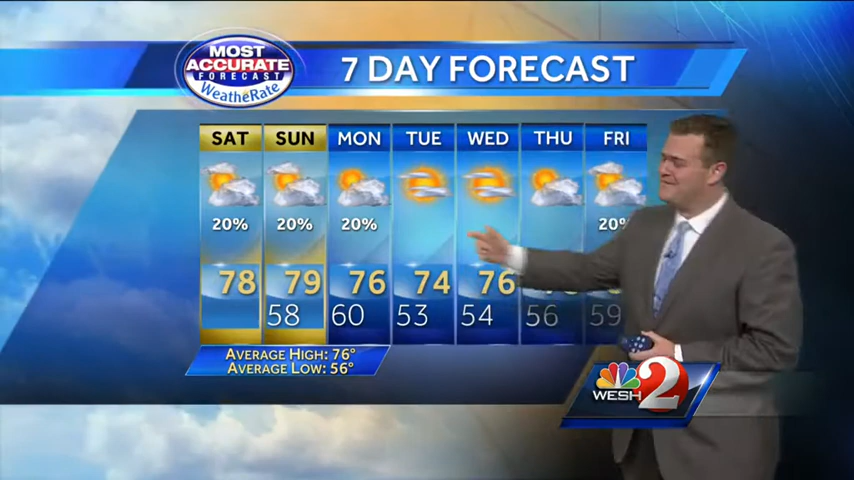 MOST
ACCURATE
FORECAST
WeatheRate
7 DAY FORECAST
SAT SUN MON TUE WED THU FRI
20% 20% 20% 20%
78 79 76 74 76
58 60 53 54 56 59
AVERAGE HIGH: 76°
AVERAGE LOW: 56°
WESH 2